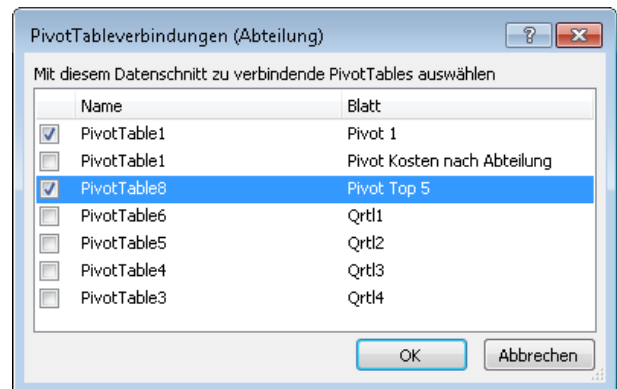 PivotTableverbindungen (Abteilung)
Mit diesem Datenschnitt zu verbindende PivotTables auswählen
Name Blatt
PivotTable1 Pivot 1
PivotTable1 Pivot Kosten nach Abteilung
PivotTable8 Pivot Top 5
PivotTable6 Qrtl1
PivotTable5 Qrtl2
PivotTable4 Qrtl3
PivotTable3 Qrtl4
OK Abbrechen